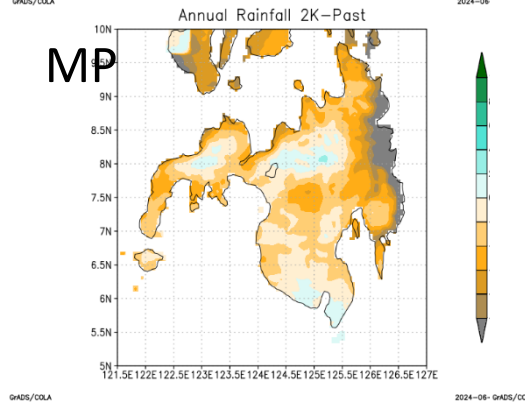 GrADS/COLA
2024-06-
Annual Rainfall 2K-Past
MP
10N
9.5N
9N
8.5N
8N
7.5N
7N
6.5N
6N
5.5N
5N
121.5E 122E 122.5E 123E 123.5E 124E 124.5E 125E 125.5E 126E 126.5E 127E
GrADS/COLA
2024-06- GrADS/CO